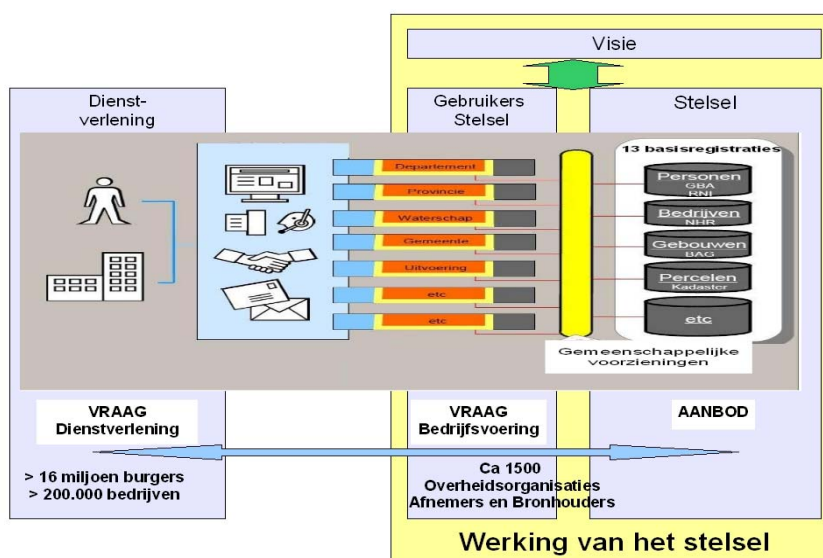 Visie
Dienst-
verlening
Gebruikers
Stelsel
Stelsel
13 basisregistraties
Departement
Provincie
Waterschap
Gemeente
Uitvoering
etc
etc
Personen
GBA
RNI
Bedrijven
NHR
Gebouwen
BAG
Percelen
Kadaster
etc
Gemeenschappelijke
voorzieningen
VRAAG
Dienstverlening
VRAAG
Bedrijfsvoering
AANBOD
> 16 miljoen burgers
> 200.000 bedrijven
Ca 1500
Overheidsorganisaties
Afnemers en Bronhouders
Werking van het stelsel